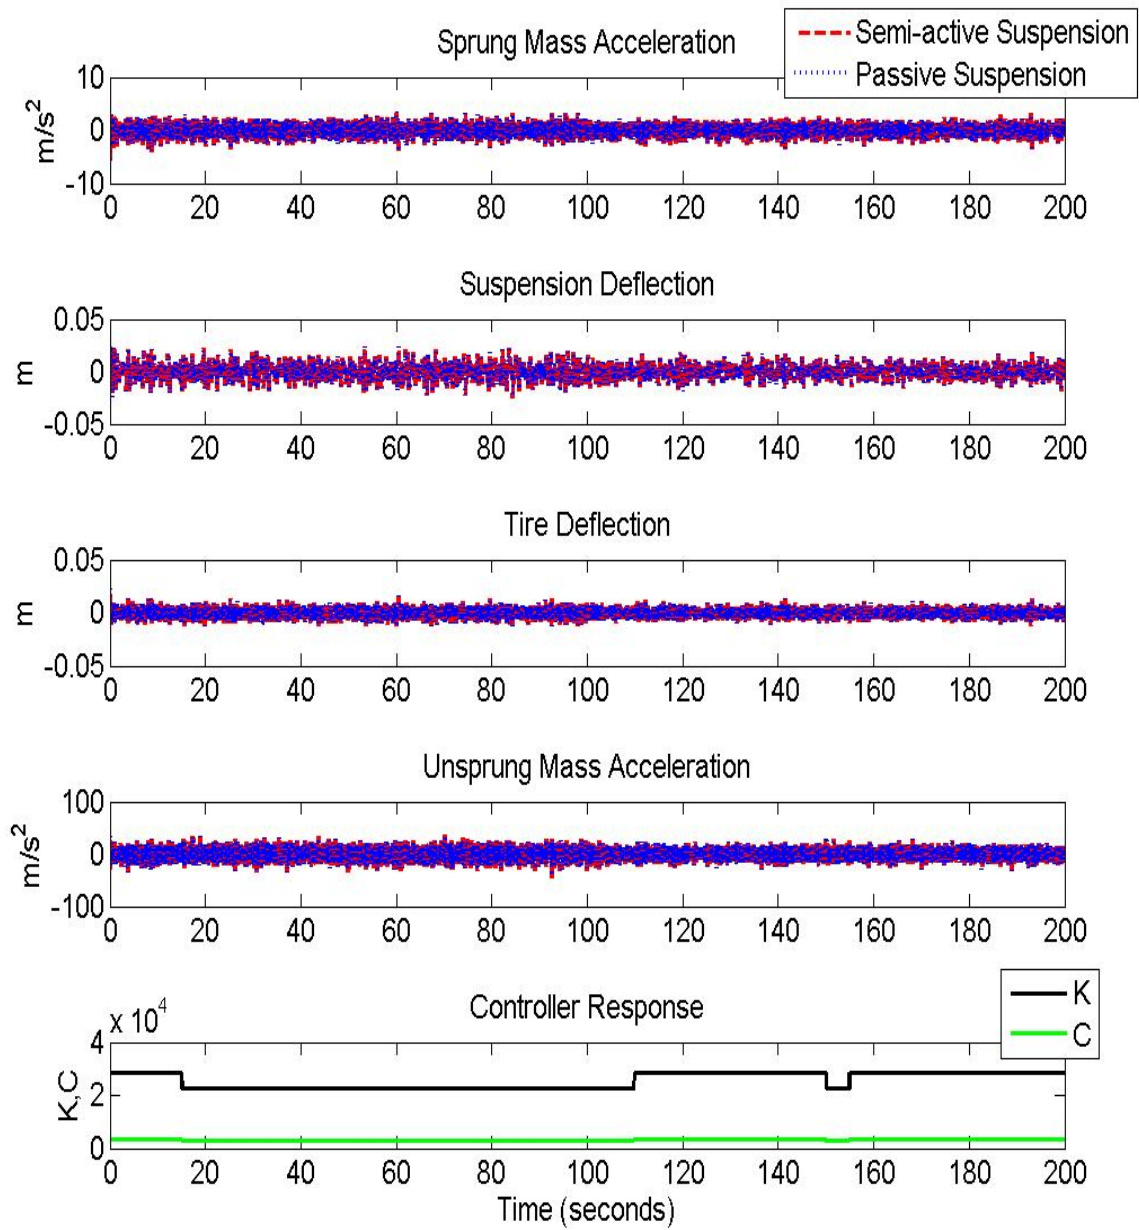 Sprung Mass Acceleration
Semi-active Suspension
Passive Suspension
m/s²
10
0
-10
0 20 40 60 80 100 120 140 160 180 200
Suspension Deflection
m
0.05
0
-0.05
0 20 40 60 80 100 120 140 160 180 200
Tire Deflection
m
0.05
0
-0.05
0 20 40 60 80 100 120 140 160 180 200
Unsprung Mass Acceleration
m/s²
100
0
-100
0 20 40 60 80 100 120 140 160 180 200
Controller Response
K
C
x 10⁴
K,C
4
2
0
0 20 40 60 80 100 120 140 160 180 200
Time (seconds)